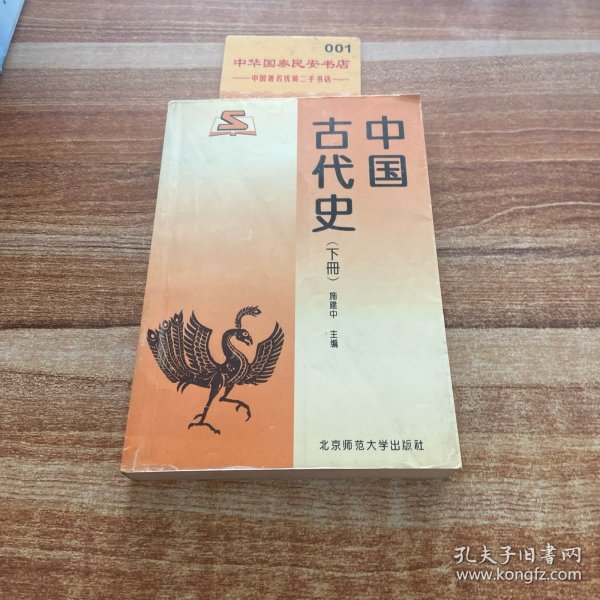 001
中华国泰民安书店
——中国著名优质二手书店——
中国
古代史
（下册）
施建中 主编
北京师范大学出版社
孔夫子旧书网
www.kongfz.com